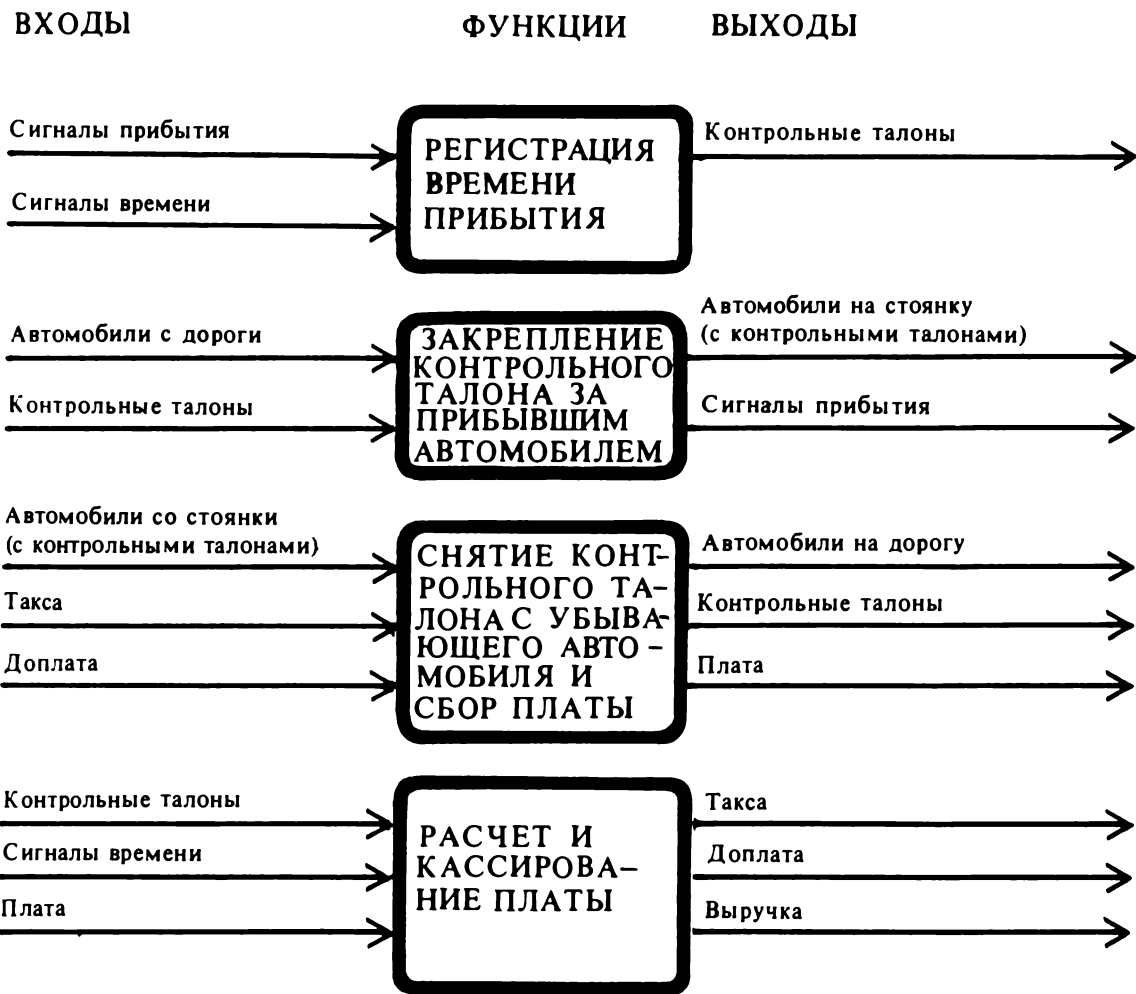 ВХОДЫ
ФУНКЦИИ
ВЫХОДЫ
Сигналы прибытия
Сигналы времени
РЕГИСТРАЦИЯ
ВРЕМЕНИ
ПРИБЫТИЯ
Контрольные талоны
Автомобили с дороги
Контрольные талоны
ЗАКРЕПЛЕНИЕ
КОНТРОЛЬНОГО
ТАЛОНА ЗА
ПРИБЫВШИМ
АВТОМОБИЛЕМ
Автомобили на стоянку
(с контрольными талонами)
Сигналы прибытия
Автомобили со стоянки
(с контрольными талонами)
Такса
Доплата
СНЯТИЕ КОНТ-
РОЛЬНОГО ТА-
ЛОНА С УБЫВА-
ЮЩЕГО АВТО-
МОБИЛЯ И
СБОР ПЛАТЫ
Автомобили на дорогу
Контрольные талоны
Плата
Контрольные талоны
Сигналы времени
Плата
РАСЧЕТ И
КАССИРОВА-
НИЕ ПЛАТЫ
Такса
Доплата
Выручка